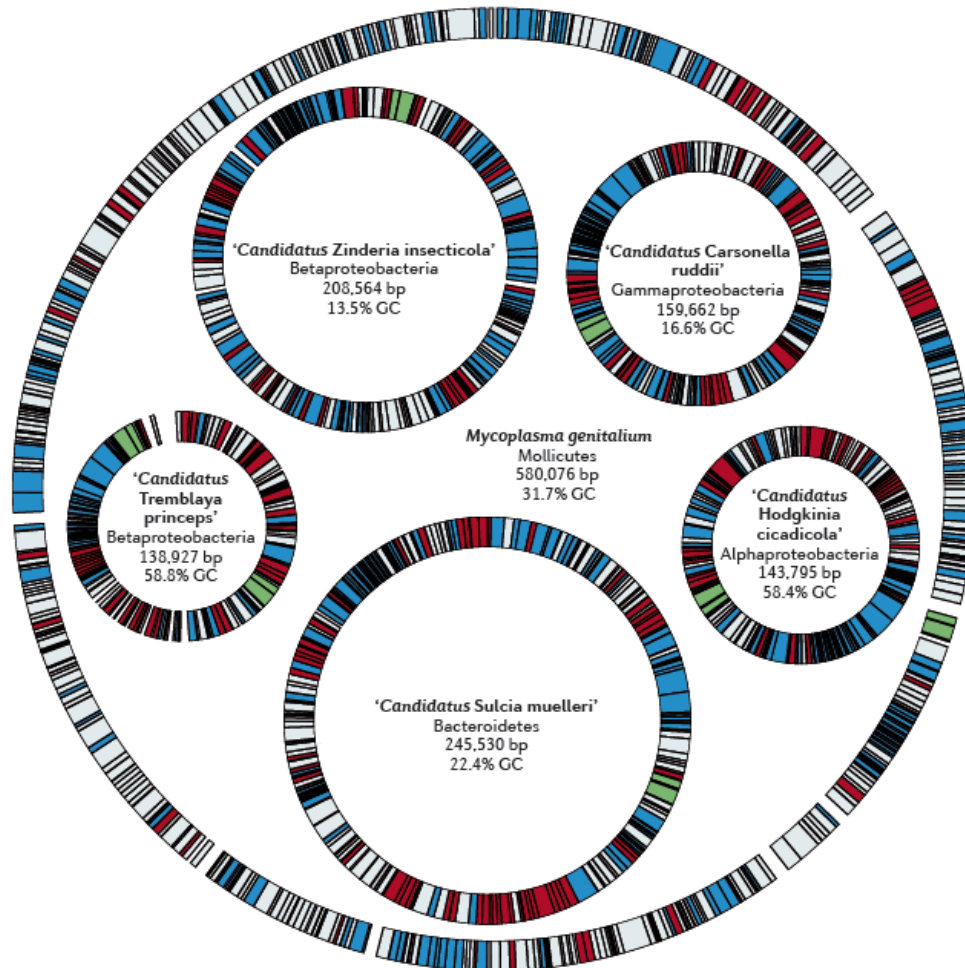 ‘Candidatus Zinderia insecticola’
Betaproteobacteria
208,564 bp
13.5% GC
‘Candidatus Carsonella
ruddii’
Gammaproteobacteria
159,662 bp
16.6% GC
Mycoplasma genitalium
Mollicutes
580,076 bp
31.7% GC
‘Candidatus
Tremblaya
princeps’
Betaproteobacteria
138,927 bp
58.8% GC
‘Candidatus
Hodgkinia
cicadicola’
Alphaproteobacteria
143,795 bp
58.4% GC
‘Candidatus Sulcia muelleri’
Bacteroidetes
245,530 bp
22.4% GC